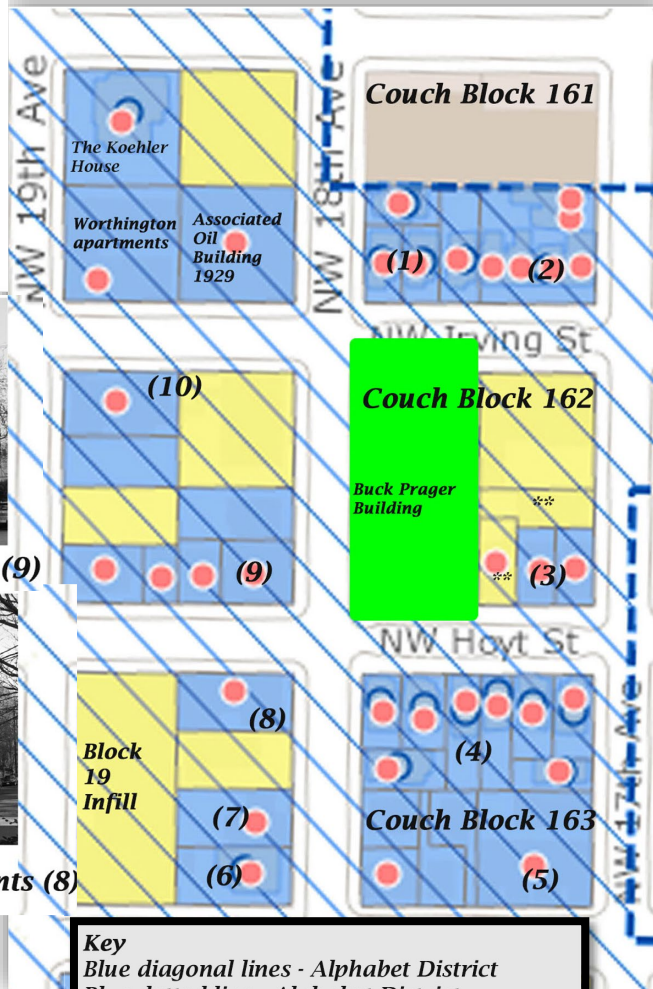 NW 19th Ave
NW 18th Ave
Couch Block 161
The Koehler
House
Worthington
apartments
Associated
Oil
Building
1929
(1)
(2)
NW Irving St
(10)
Couch Block 162
Buck Prager
Building
**
(9)
(9)
**
(3)
NW Hoyt St
(8)
(4)
Block
19
Infill
(7)
Couch Block 163
NW 17th Ave
(6)
(5)
nts (8)
Key
Blue diagonal lines - Alphabet District